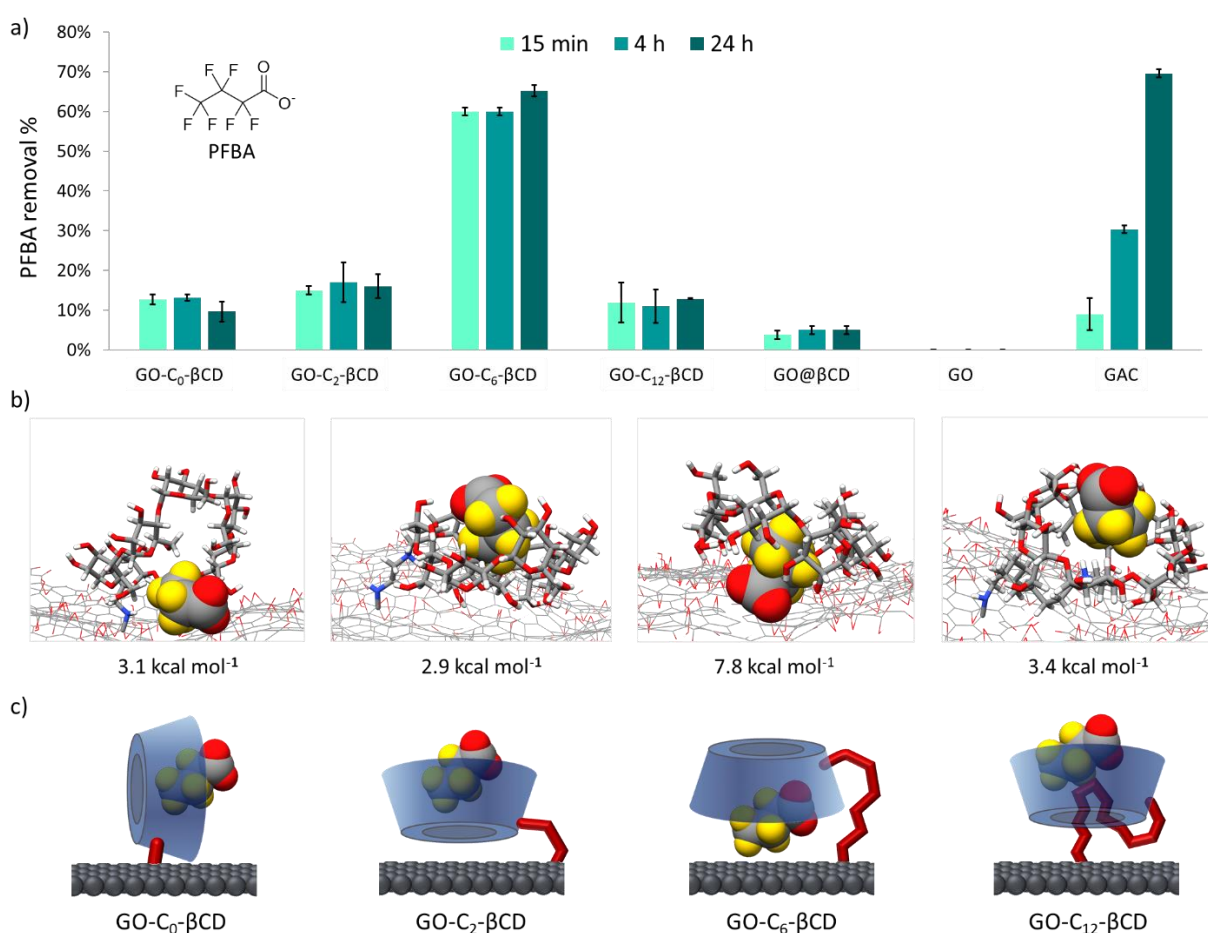 a)
80%
70%
60%
50%
40%
30%
20%
10%
0%
PFBA removal %
15 min 4 h 24 h
F F F O
F O⁻
F F F
PFBA
GO-C₀-βCD GO-C₂-βCD GO-C₆-βCD GO-C₁₂-βCD GO@βCD GO GAC
b)
3.1 kcal mol⁻¹ 2.9 kcal mol⁻¹ 7.8 kcal mol⁻¹ 3.4 kcal mol⁻¹
c)
GO-C₀-βCD GO-C₂-βCD GO-C₆-βCD GO-C₁₂-βCD